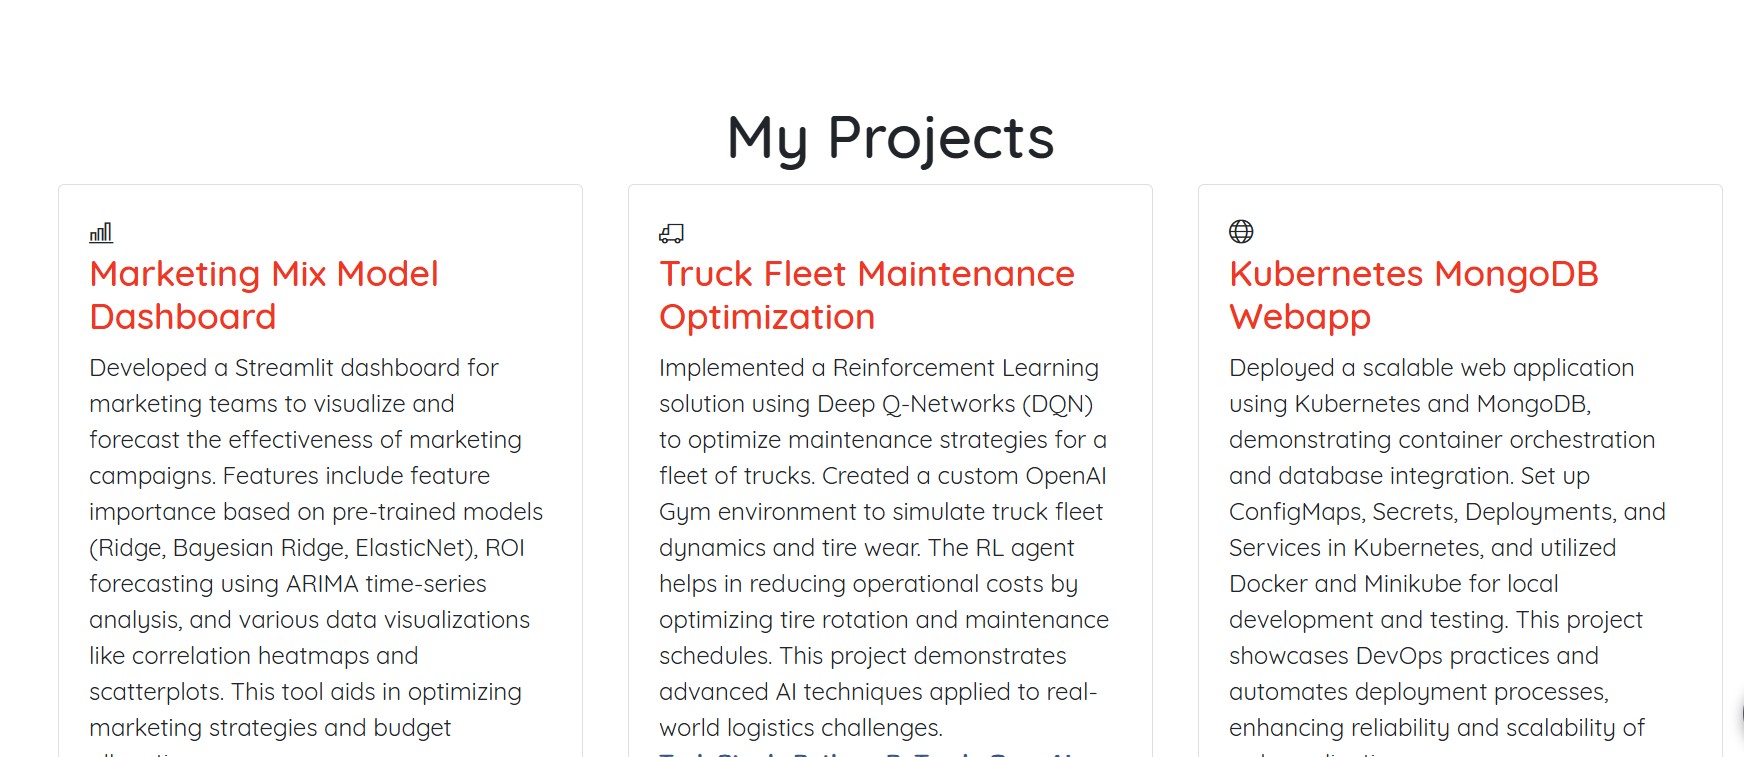 My Projects
Marketing Mix Model
Dashboard
Developed a Streamlit dashboard for
marketing teams to visualize and
forecast the effectiveness of marketing
campaigns. Features include feature
importance based on pre-trained models
(Ridge, Bayesian Ridge, ElasticNet), ROI
forecasting using ARIMA time-series
analysis, and various data visualizations
like correlation heatmaps and
scatterplots. This tool aids in optimizing
marketing strategies and budget
Truck Fleet Maintenance
Optimization
Implemented a Reinforcement Learning
solution using Deep Q-Networks (DQN)
to optimize maintenance strategies for a
fleet of trucks. Created a custom OpenAI
Gym environment to simulate truck fleet
dynamics and tire wear. The RL agent
helps in reducing operational costs by
optimizing tire rotation and maintenance
schedules. This project demonstrates
advanced AI techniques applied to real-
world logistics challenges.
Kubernetes MongoDB
Webapp
Deployed a scalable web application
using Kubernetes and MongoDB,
demonstrating container orchestration
and database integration. Set up
ConfigMaps, Secrets, Deployments, and
Services in Kubernetes, and utilized
Docker and Minikube for local
development and testing. This project
showcases DevOps practices and
automates deployment processes,
enhancing reliability and scalability of